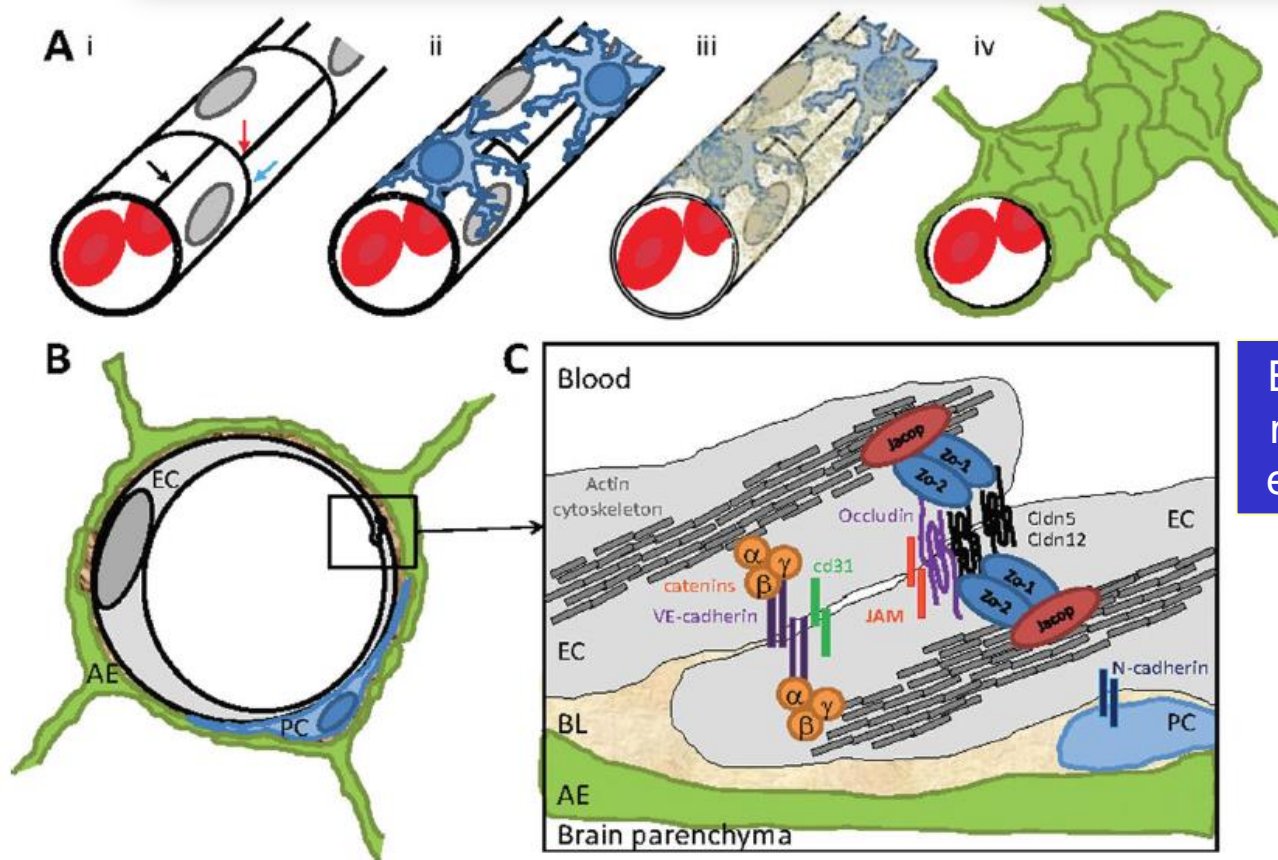 A i ii iii iv
B
EC
AE
PC
C
Blood
Actin
cytoskeleton
Jacop
Zo-1
Zo-2
Occludin
Cldn5
Cldn12
EC
α γ
β
catenins
cd31
VE-cadherin
JAM
Zo-1
Zo-2
Jacop
EC
N-cadherin
α γ
β
BL
PC
AE
Brain parenchyma